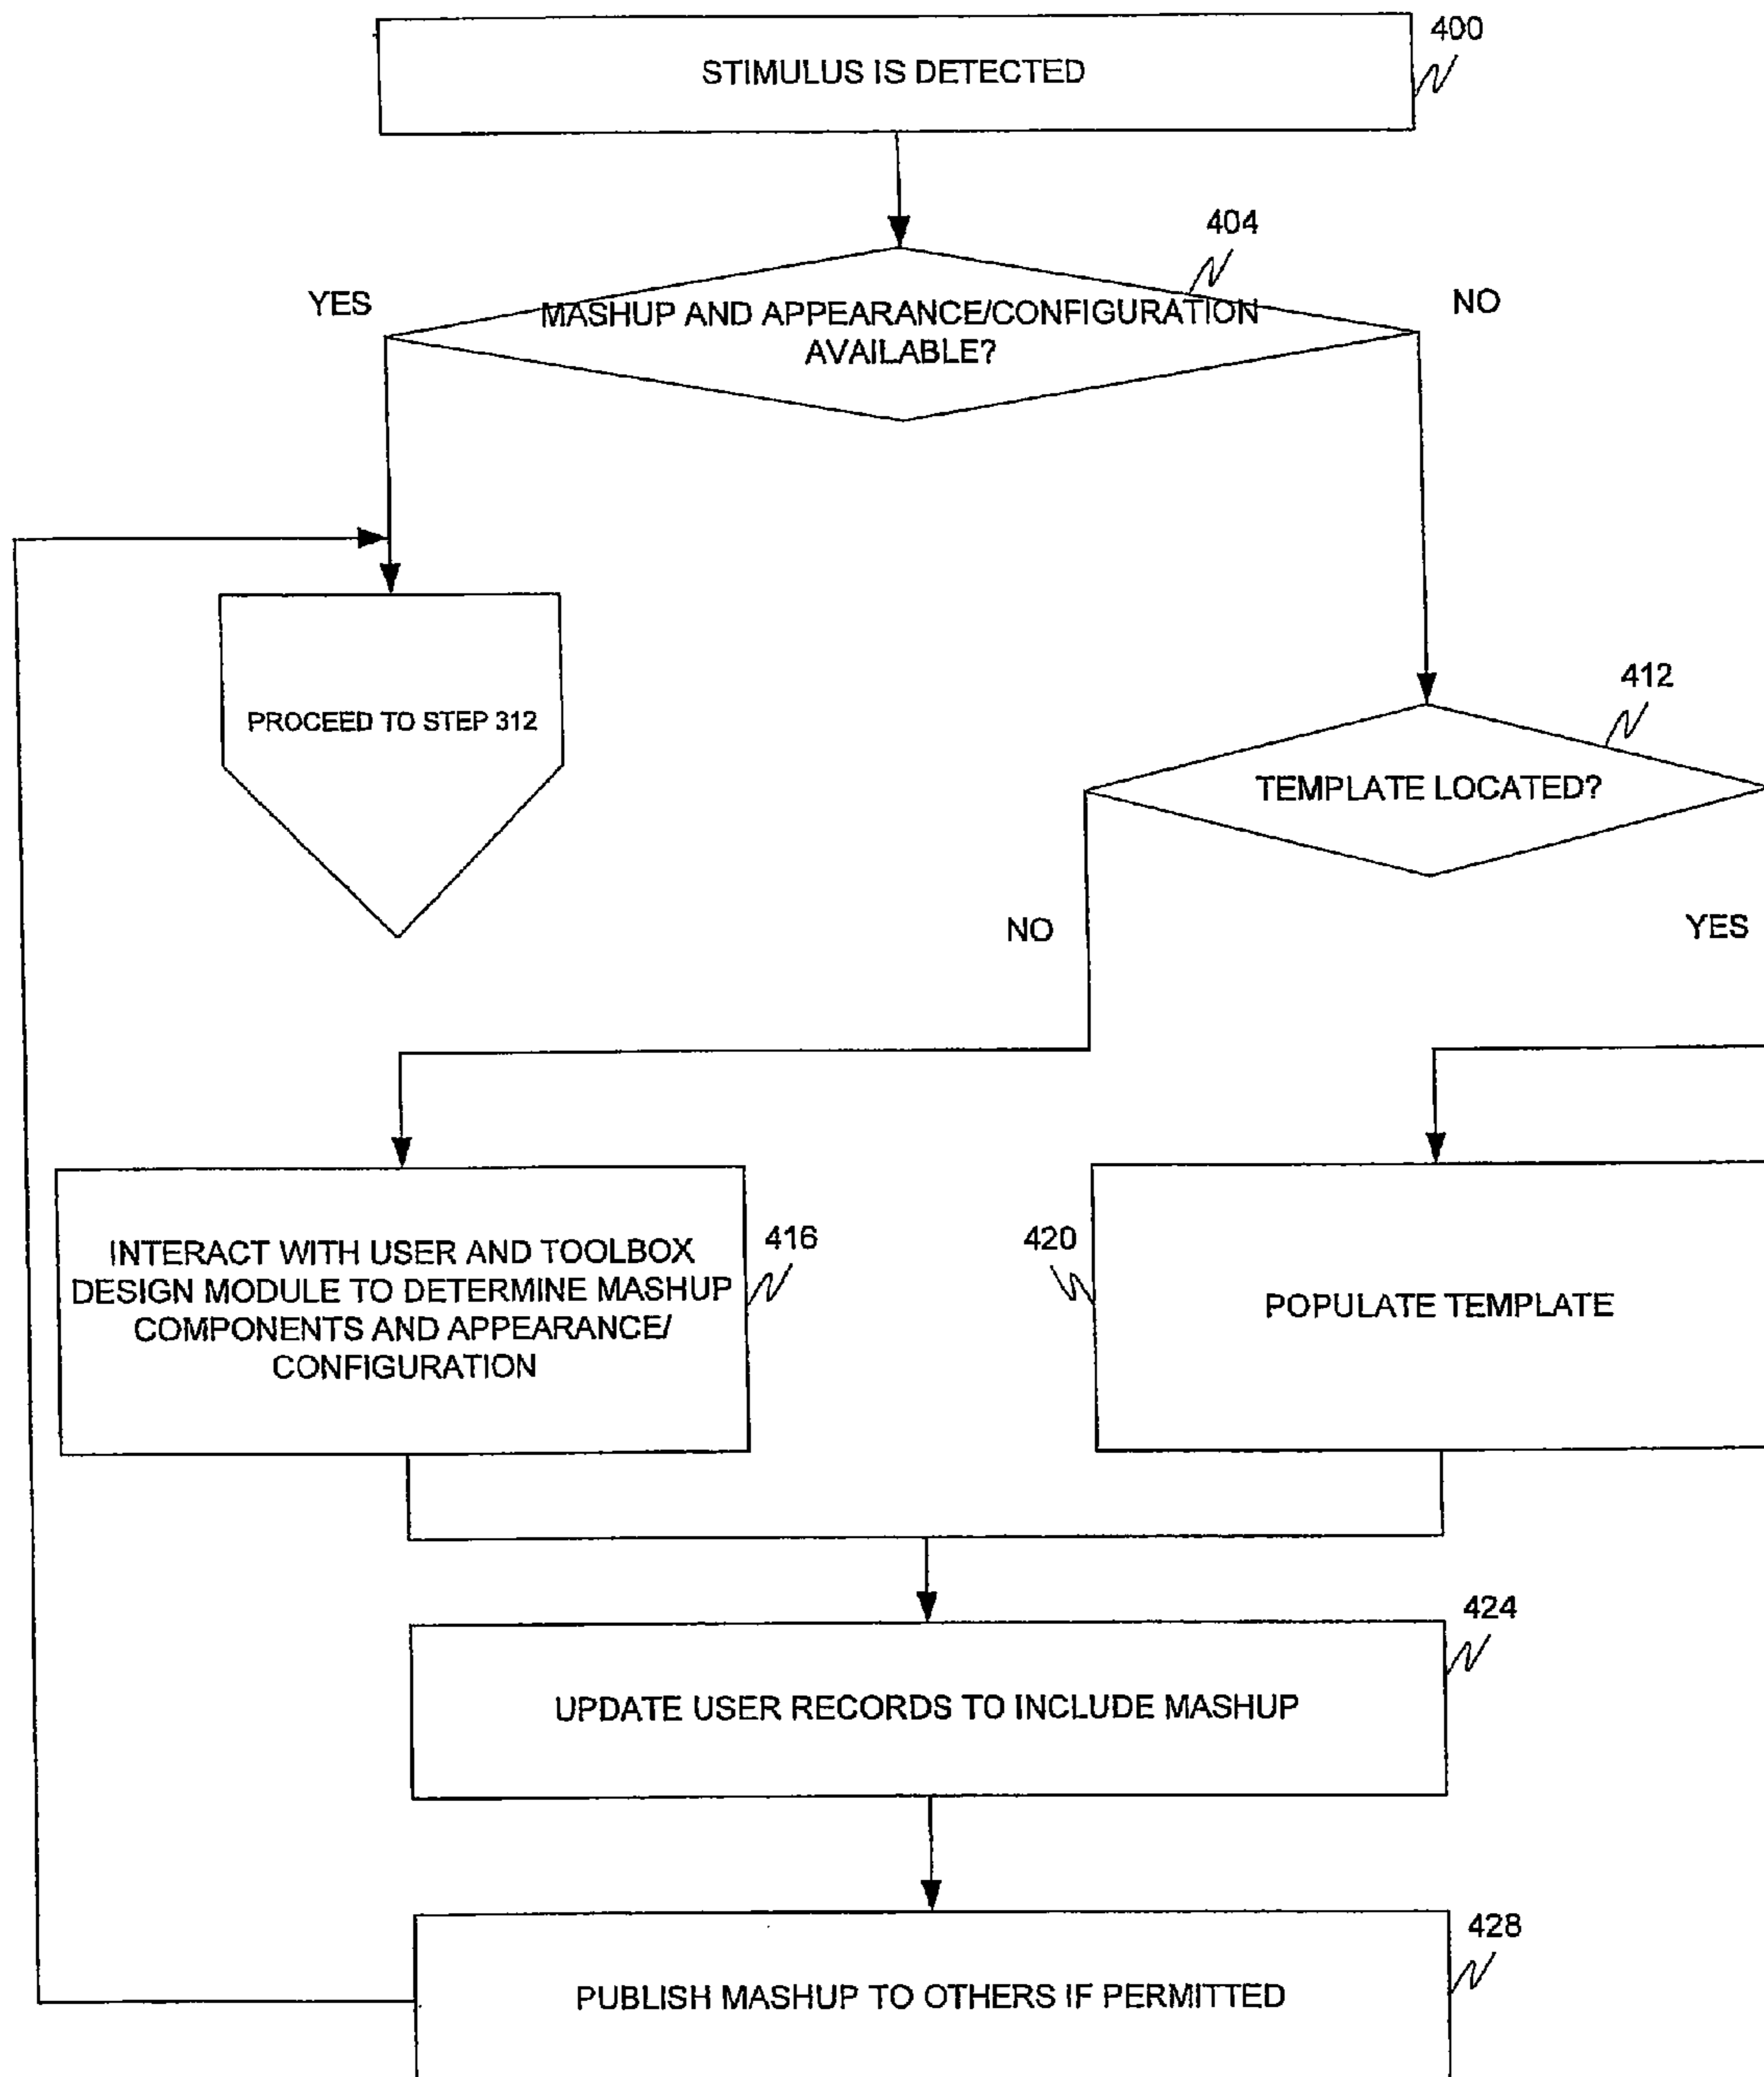 400
STIMULUS IS DETECTED
404
YES
NO
MASHUP AND APPEARANCE/CONFIGURATION
AVAILABLE?
PROCEED TO STEP 312
412
TEMPLATE LOCATED?
NO
YES
INTERACT WITH USER AND TOOLBOX
DESIGN MODULE TO DETERMINE MASHUP
COMPONENTS AND APPEARANCE/
CONFIGURATION
416
420
POPULATE TEMPLATE
424
UPDATE USER RECORDS TO INCLUDE MASHUP
428
PUBLISH MASHUP TO OTHERS IF PERMITTED